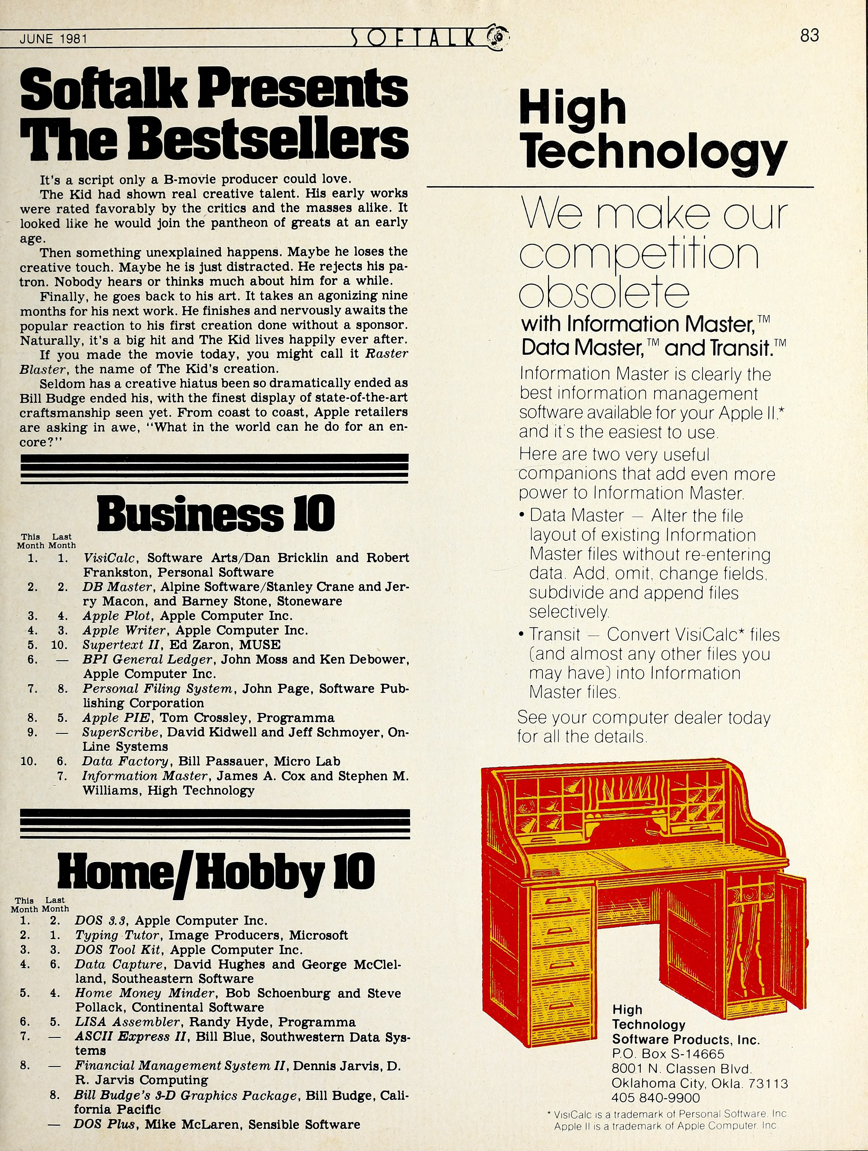 JUNE 1981
SOFTALK
83
Softalk Presents
The Bestsellers
It's a script only a B-movie producer could love.
The Kid had shown real creative talent. His early works
were rated favorably by the critics and the masses alike. It
looked like he would join the pantheon of greats at an early
age.
Then something unexplained happens. Maybe he loses the
creative touch. Maybe he is just distracted. He rejects his pa-
tron. Nobody hears or thinks much about him for a while.
Finally, he goes back to his art. It takes an agonizing nine
months for his next work. He finishes and nervously awaits the
popular reaction to his first creation done without a sponsor.
Naturally, it's a big hit and The Kid lives happily ever after.
If you made the movie today, you might call it Raster
Blaster, the name of The Kid's creation.
Seldom has a creative hiatus been so dramatically ended as
Bill Budge ended his, with the finest display of state-of-the-art
craftsmanship seen yet. From coast to coast, Apple retailers
are asking in awe, "What in the world can he do for an en-
core?"
Business 10
This Last
Month Month
1. 1. VisiCalc, Software Arts/Dan Bricklin and Robert
Frankston, Personal Software
2. 2. DB Master, Alpine Software/Stanley Crane and Jer-
ry Macon, and Barney Stone, Stoneware
3. 4. Apple Plot, Apple Computer Inc.
4. 3. Apple Writer, Apple Computer Inc.
5. 10. Supertext II, Ed Zaron, MUSE
6. — BPI General Ledger, John Moss and Ken Debower,
Apple Computer Inc.
7. 8. Personal Filing System, John Page, Software Pub-
lishing Corporation
8. 5. Apple PIE, Tom Crossley, Programma
9. — SuperScribe, David Kidwell and Jeff Schmoyer, On-
Line Systems
10. 6. Data Factory, Bill Passauer, Micro Lab
7. Information Master, James A. Cox and Stephen M.
Williams, High Technology
Home/Hobby 10
This Last
Month Month
1. 2. DOS 3.3, Apple Computer Inc.
2. 1. Typing Tutor, Image Producers, Microsoft
3. 3. DOS Tool Kit, Apple Computer Inc.
4. 6. Data Capture, David Hughes and George McClel-
land, Southeastern Software
5. 4. Home Money Minder, Bob Schoenburg and Steve
Pollack, Continental Software
6. 5. LISA Assembler, Randy Hyde, Programma
7. — ASCII Express II, Bill Blue, Southwestern Data Sys-
tems
8. — Financial Management System II, Dennis Jarvis, D.
R. Jarvis Computing
8. Bill Budge's 3-D Graphics Package, Bill Budge, Cali-
fornia Pacific
— DOS Plus, Mike McLaren, Sensible Software
High
Technology
We make our
competition
obsolete
with Information Master,™
Data Master,™ and Transit.™
Information Master is clearly the
best information management
software available for your Apple II,*
and it's the easiest to use.
Here are two very useful
companions that add even more
power to Information Master.
• Data Master — Alter the file
layout of existing Information
Master files without re-entering
data. Add, omit, change fields,
subdivide and append files
selectively.
• Transit — Convert VisiCalc* files
(and almost any other files you
may have) into Information
Master files.
See your computer dealer today
for all the details.
High
Technology
Software Products, Inc.
P.O. Box S-14665
8001 N. Classen Blvd.
Oklahoma City, Okla. 73113
405 840-9900
* VisiCalc is a trademark of Personal Software, Inc.
Apple II is a trademark of Apple Computer, Inc.